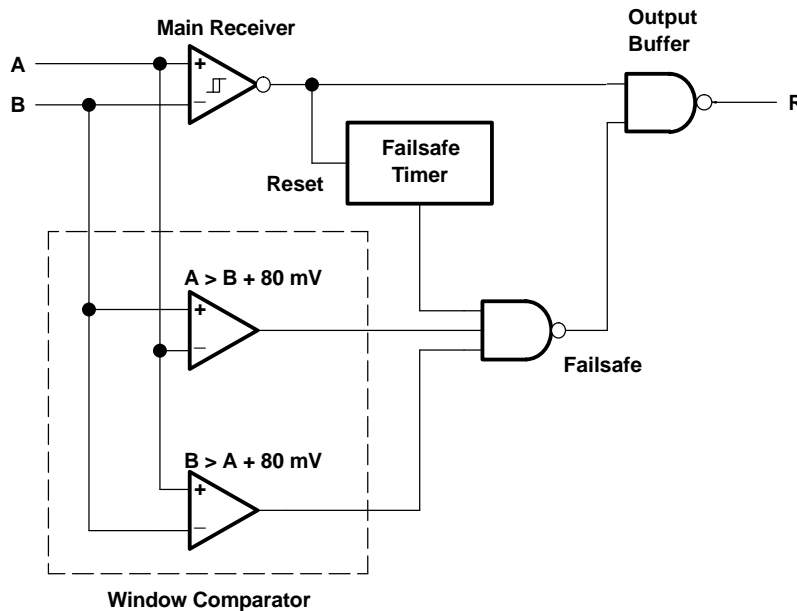 Output
Buffer
Main Receiver
A
+
_
B
R
Failsafe
Timer
Reset
A > B + 80 mV
+
_
Failsafe
B > A + 80 mV
+
_
Window Comparator